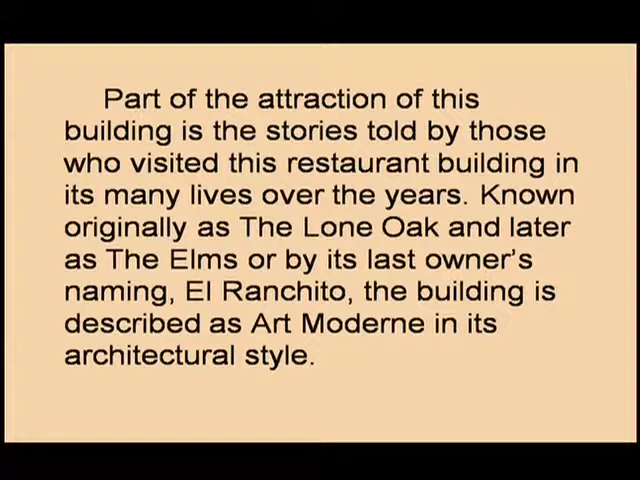 Part of the attraction of this
building is the stories told by those
who visited this restaurant building in
its many lives over the years. Known
originally as The Lone Oak and later
as The Elms or by its last owner's
naming, El Ranchito, the building is
described as Art Moderne in its
architectural style.